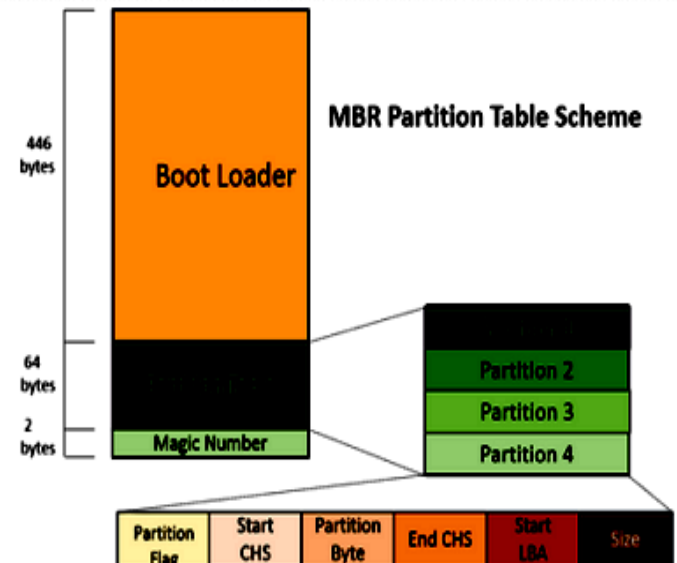 MBR Partition Table Scheme
446
bytes
Boot Loader
64
bytes
2
bytes
Magic Number
Partition 2
Partition 3
Partition 4
Partition
Flag
Start
CHS
Partition
Byte
End CHS
Start
LBA
Size